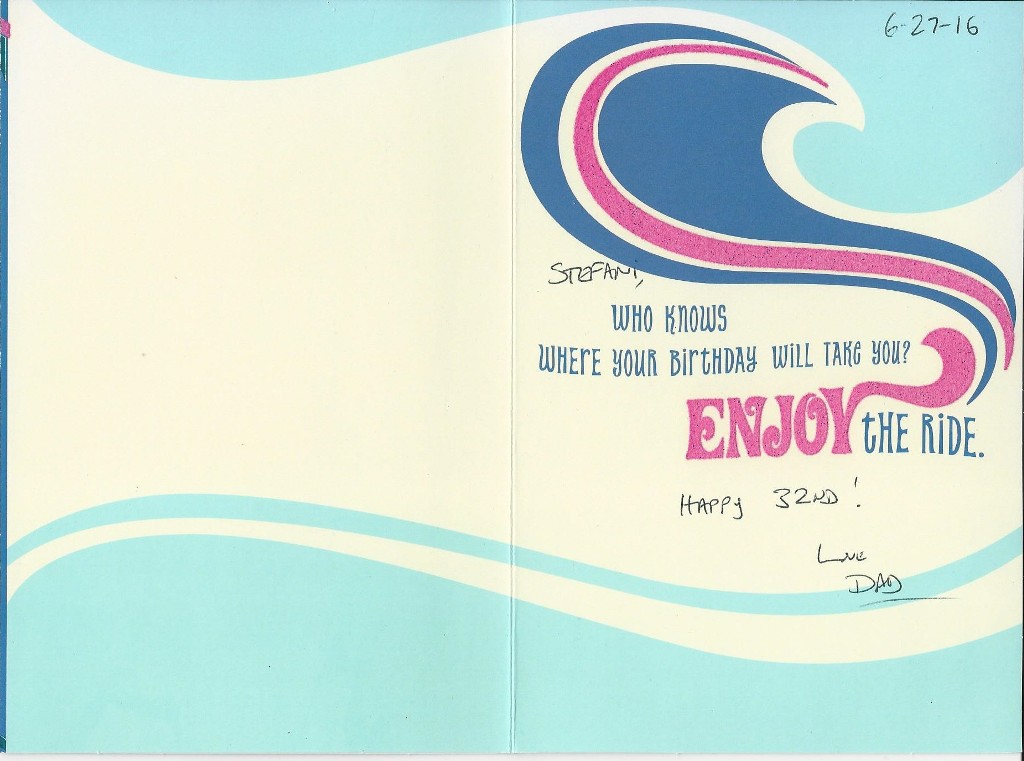 6-27-16
STEFANI,
WHO KNOWS
WHERE YOUR BIRTHDAY WILL TAKE YOU?
ENJOY THE RIDE.
HAPPY 32ND!
LOVE
DAD